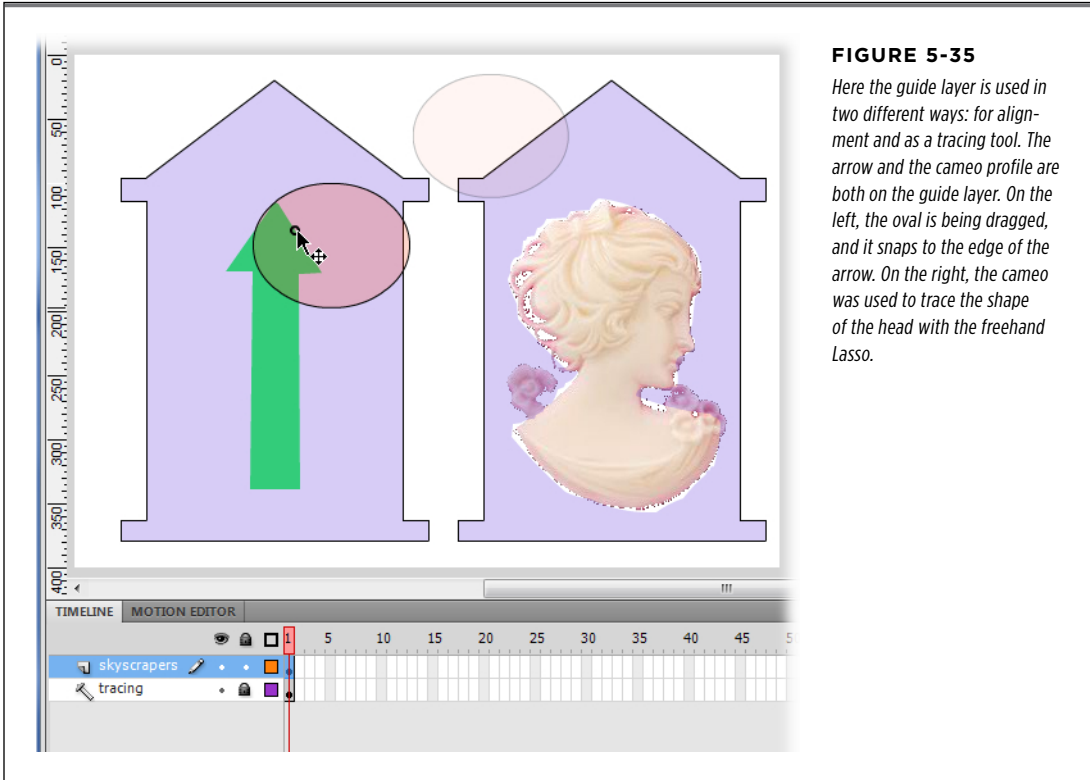 FIGURE 5-35
Here the guide layer is used in
two different ways: for align-
ment and as a tracing tool. The
arrow and the cameo profile are
both on the guide layer. On the
left, the oval is being dragged,
and it snaps to the edge of the
arrow. On the right, the cameo
was used to trace the shape
of the head with the freehand
Lasso.
0
50
100
150
200
250
300
350
400
TIMELINE MOTION EDITOR
1 5 10 15 20 25 30 35 40 45
skyscrapers
tracing